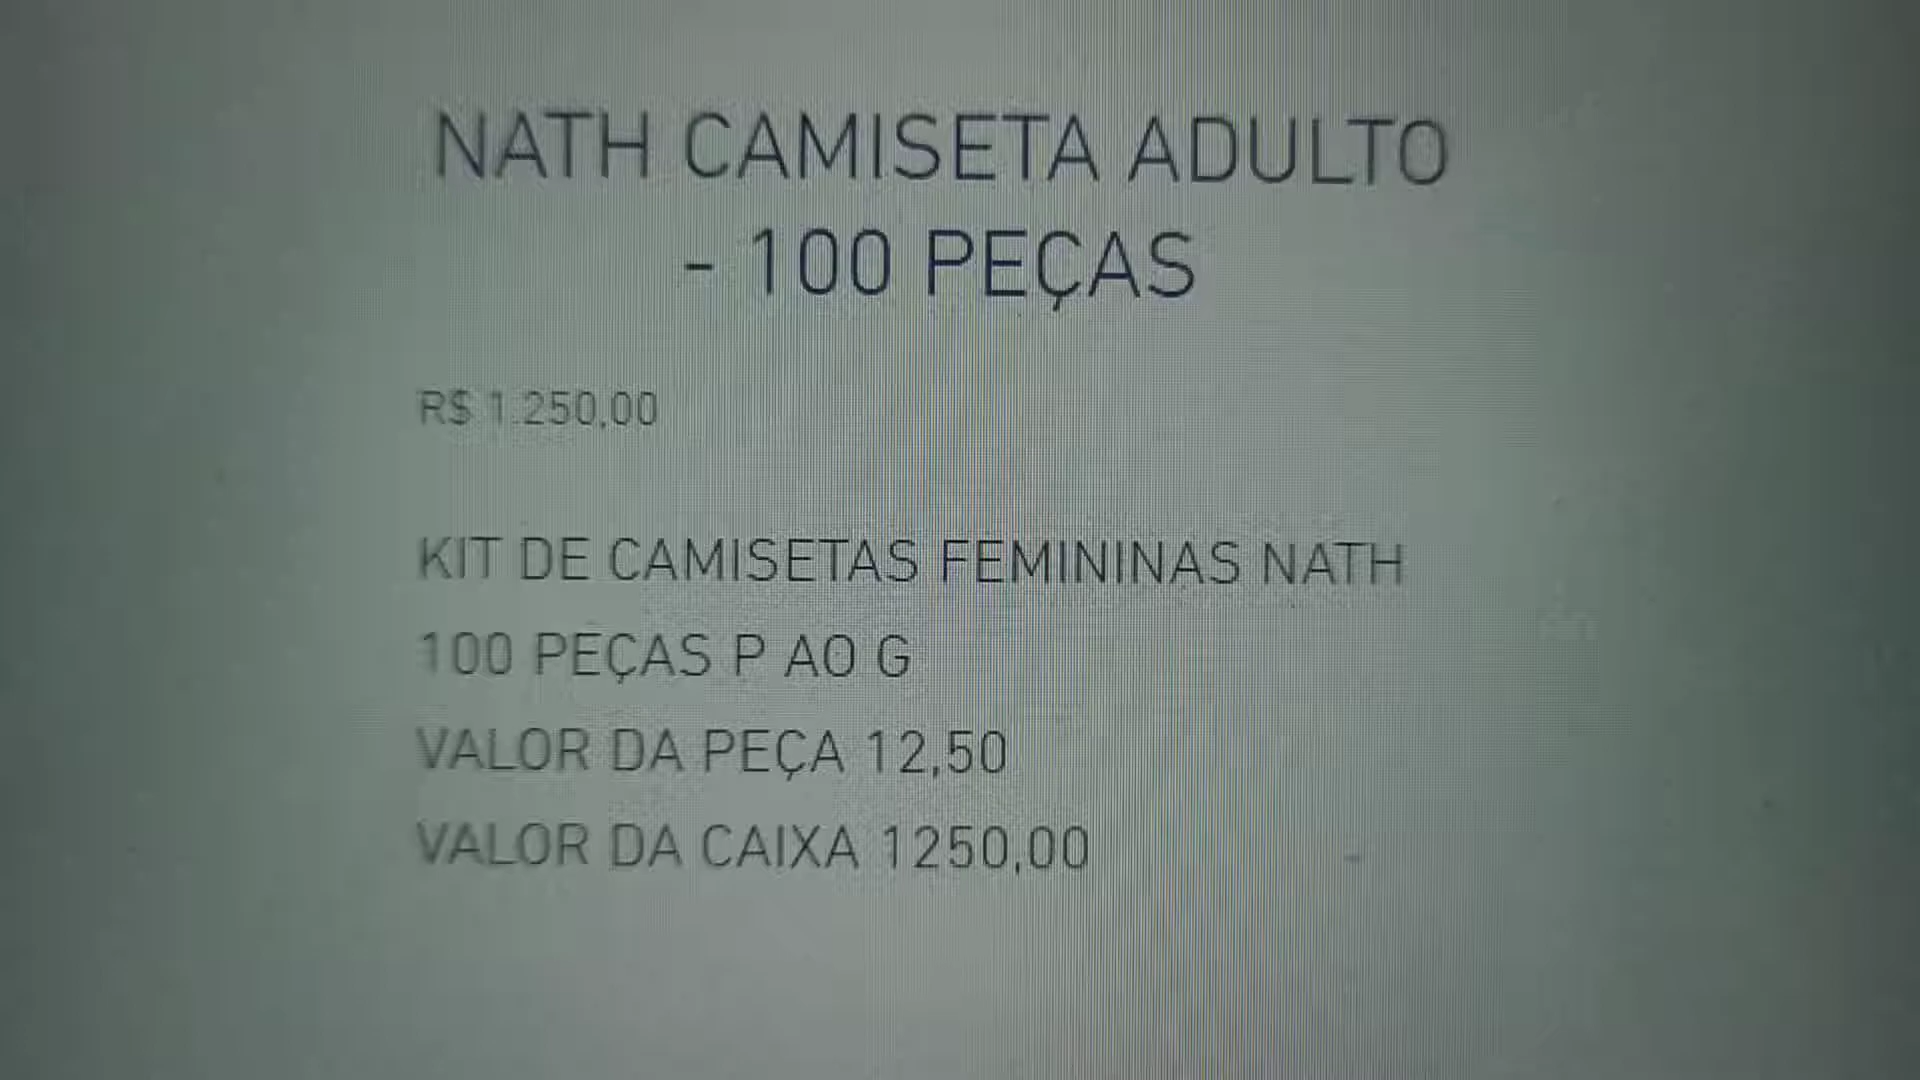 NATH CAMISETA ADULTO
- 100 PEÇAS
R$ 1.250,00
KIT DE CAMISETAS FEMININAS NATH
100 PEÇAS P AO G
VALOR DA PEÇA 12,50
VALOR DA CAIXA 1250,00